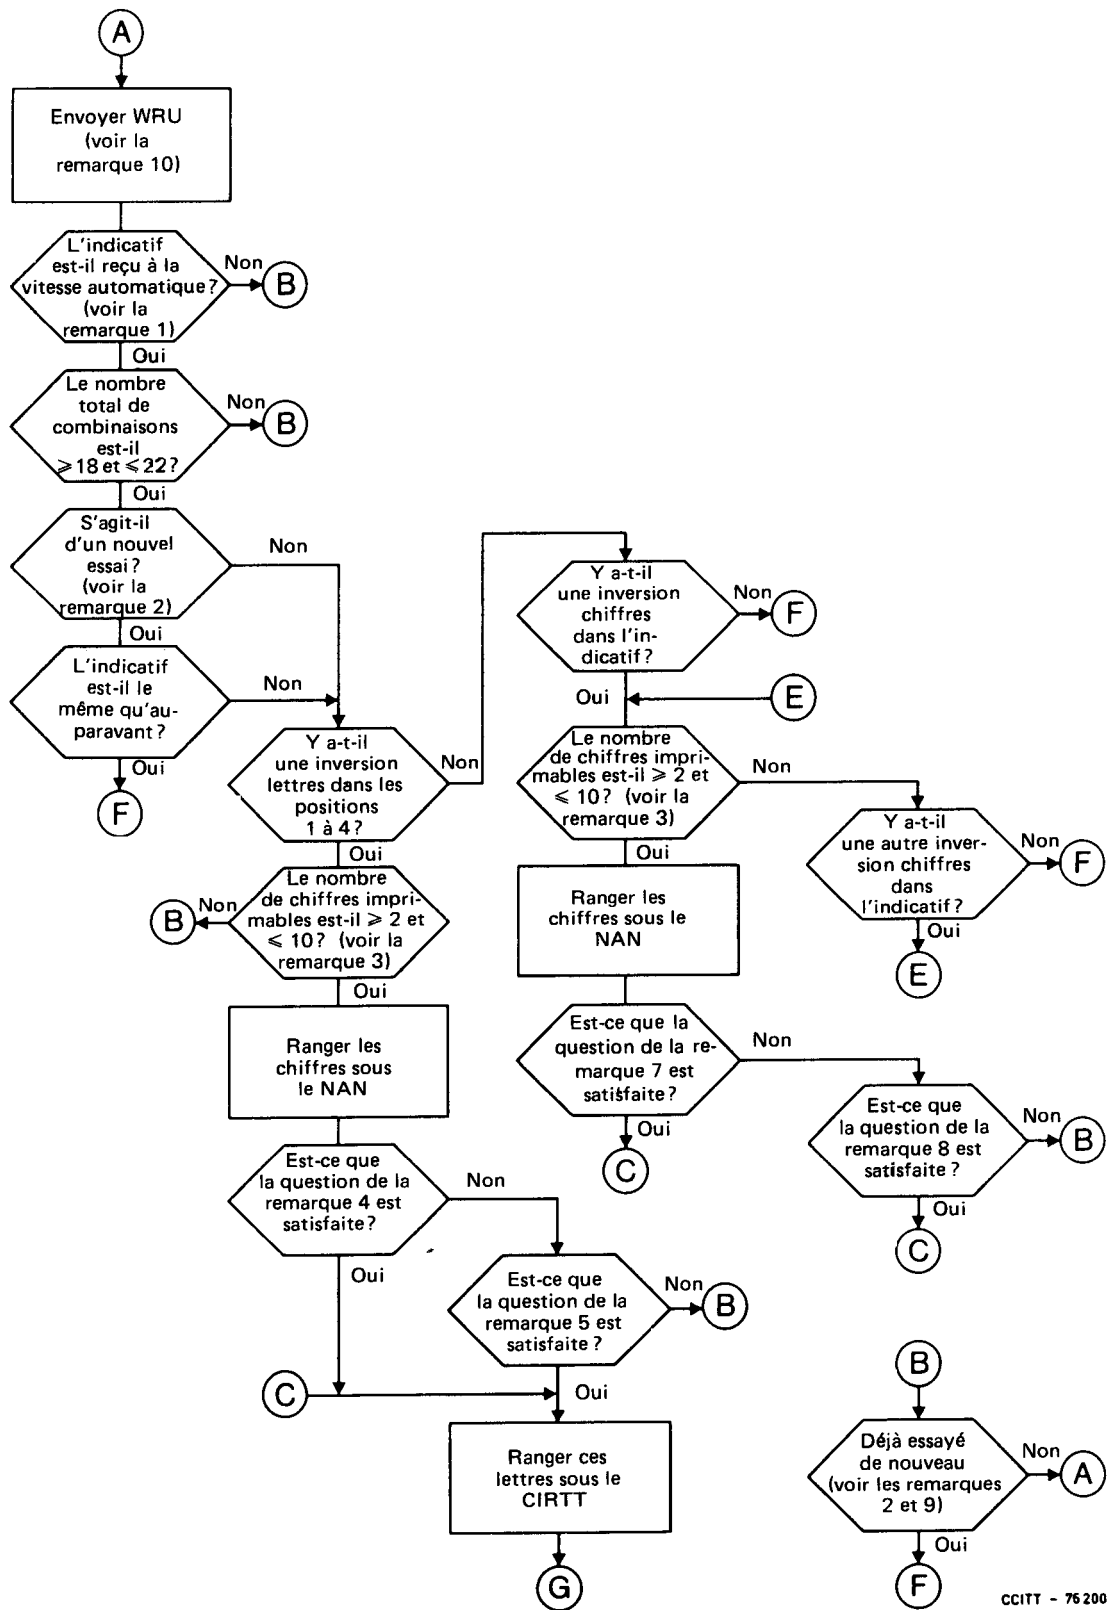 A
Envoyer WRU
(voir la
remarque 10)
L'indicatif
est-il reçu à la
vitesse automatique?
(voir la
remarque 1)
Non
B
Oui
Le nombre
total de
combinaisons
est-il
⩾ 18 et ⩽ 22?
Non
B
Oui
S'agit-il
d'un nouvel
essai?
(voir la
remarque 2)
Non
Oui
L'indicatif
est-il le
même qu'au-
paravant?
Non
Oui
F
Y a-t-il
une inversion
lettres dans les
positions
1 à 4?
Non
Oui
Le nombre
de chiffres impri-
mables est-il ⩾ 2 et
⩽ 10? (voir la
remarque 3)
Non
B
Oui
Ranger les
chiffres sous
le NAN
Est-ce que
la question de la
remarque 4 est
satisfaite?
Non
Oui
Est-ce que
la question de la
remarque 5 est
satisfaite?
Non
B
C
Oui
Ranger ces
lettres sous le
CIRTT
G
Y a-t-il
une inversion
chiffres
dans l'in-
dicatif?
Non
F
Oui
E
Le nombre
de chiffres impri-
mables est-il ⩾ 2 et
⩽ 10? (voir la
remarque 3)
Non
Oui
Y a-t-il
une autre inver-
sion chiffres
dans
l'indicatif?
Non
F
Oui
E
Ranger les
chiffres sous le
NAN
Est-ce que la
question de la re-
marque 7 est
satisfaite?
Non
Oui
C
Est-ce que
la question de la
remarque 8 est
satisfaite?
Non
B
Oui
C
B
Déjà essayé
de nouveau
(voir les remarques
2 et 9)
Non
A
Oui
F
CCITT - 76 200